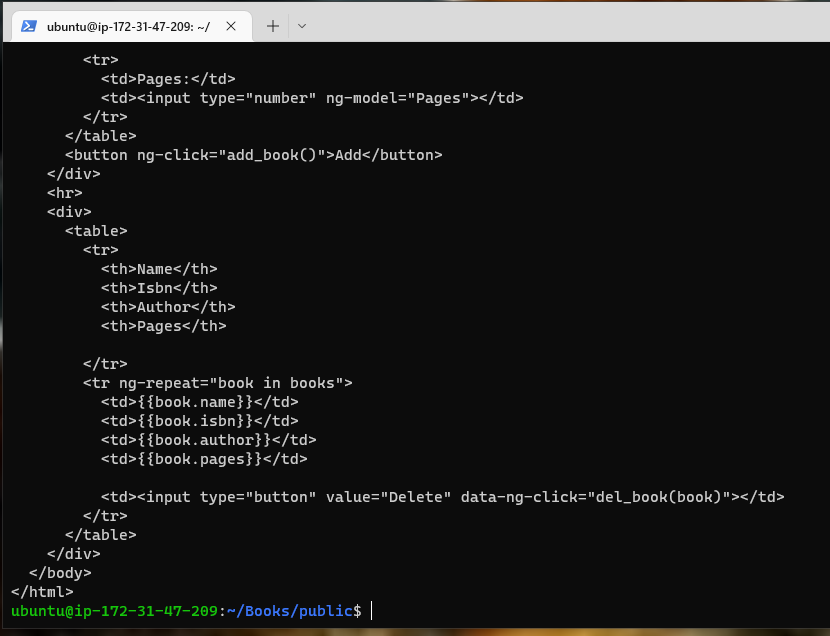 ubuntu@ip-172-31-47-209: ~/
<tr>
<td>Pages:</td>
<td><input type="number" ng-model="Pages"></td>
</tr>
</table>
<button ng-click="add_book()">Add</button>
</div>
<hr>
<div>
<table>
<tr>
<th>Name</th>
<th>Isbn</th>
<th>Author</th>
<th>Pages</th>
</tr>
<tr ng-repeat="book in books">
<td>{{book.name}}</td>
<td>{{book.isbn}}</td>
<td>{{book.author}}</td>
<td>{{book.pages}}</td>
<td><input type="button" value="Delete" data-ng-click="del_book(book)"></td>
</tr>
</table>
</div>
</body>
</html>
ubuntu@ip-172-31-47-209:~/Books/public$